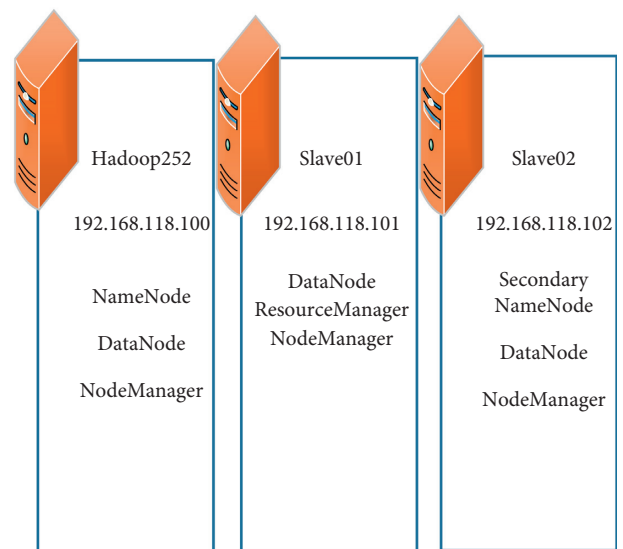 Hadoop252
192.168.118.100
NameNode
DataNode
NodeManager
Slave01
192.168.118.101
DataNode
ResourceManager
NodeManager
Slave02
192.168.118.102
Secondary
NameNode
DataNode
NodeManager